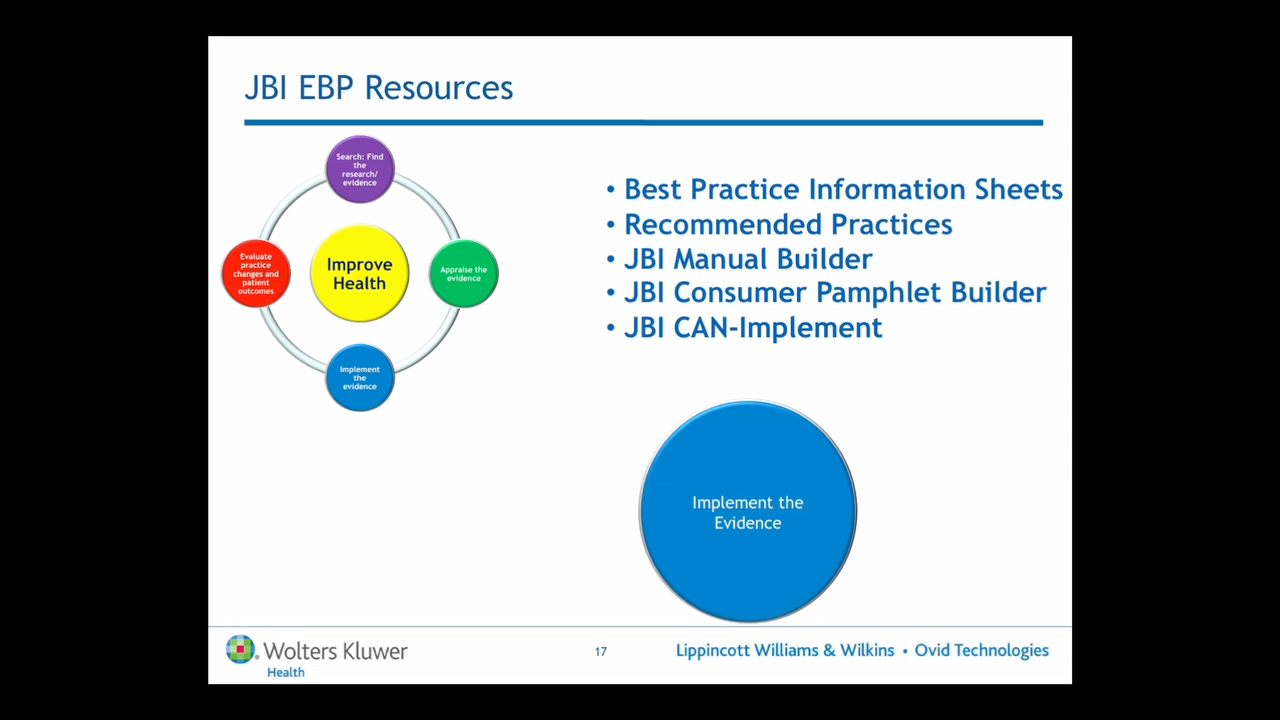 JBI EBP Resources
Search: Find
the
research/
evidence
Evaluate
practice
changes and
patient
outcomes
Improve
Health
Appraise the
evidence
Implement
the
evidence
• Best Practice Information Sheets
• Recommended Practices
• JBI Manual Builder
• JBI Consumer Pamphlet Builder
• JBI CAN-Implement
Implement the
Evidence
Wolters Kluwer
Health
17
Lippincott Williams & Wilkins • Ovid Technologies